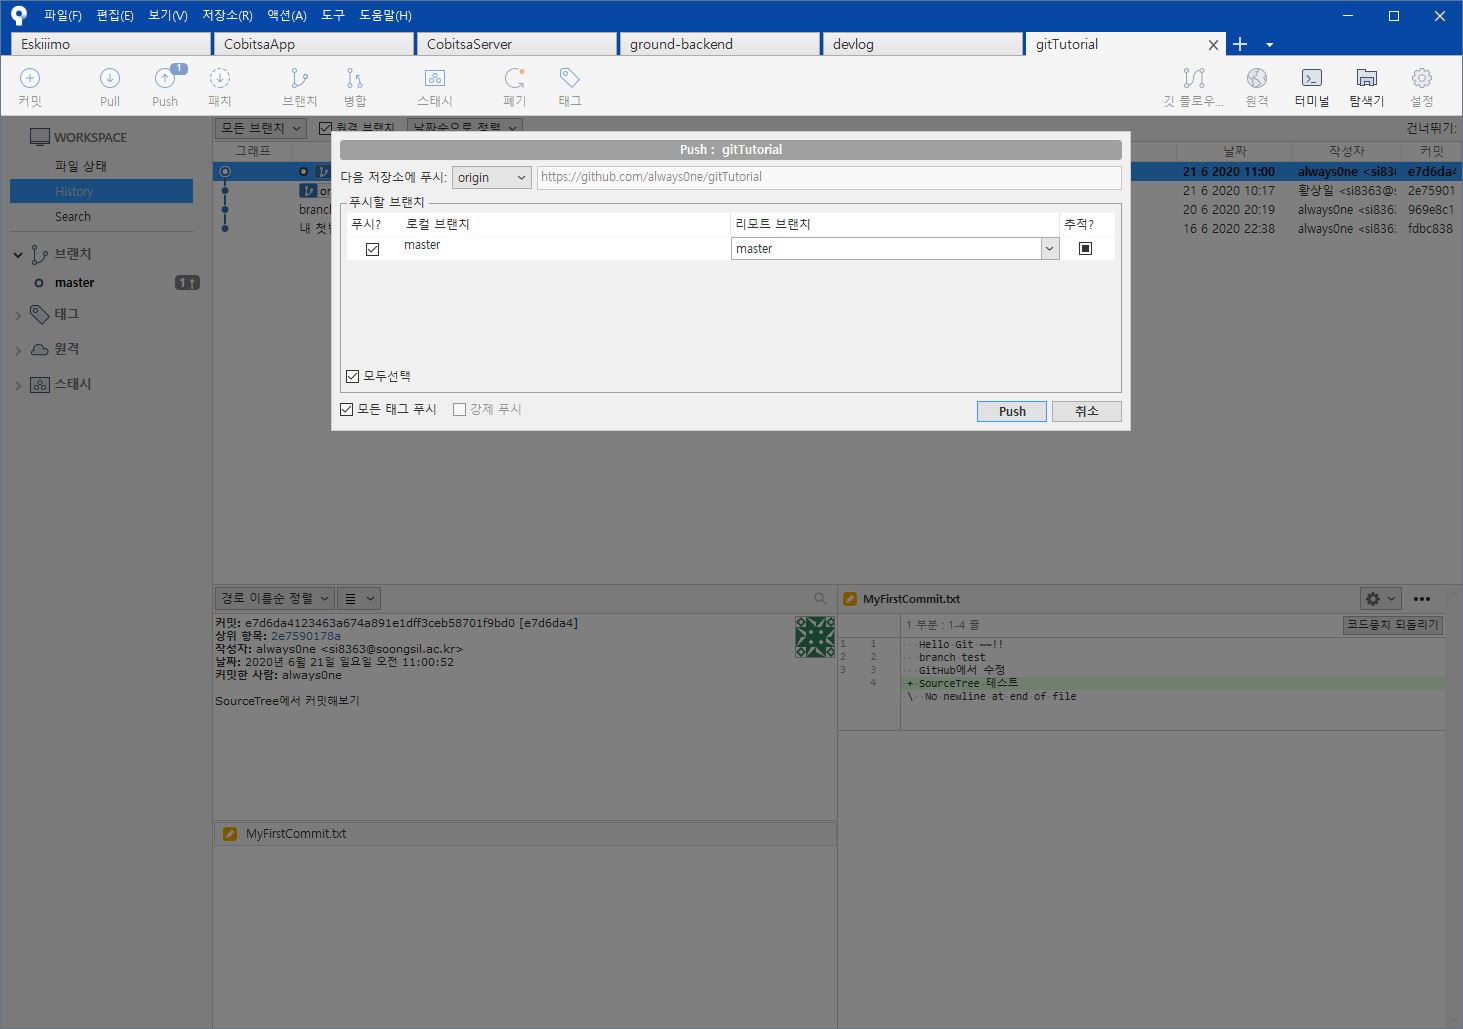 파일(F) 편집(E) 보기(V) 저장소(R) 액션(A) 도구 도움말(H)
Eskiiimo CobitsaApp CobitsaServer ground-backend devlog gitTutorial
1
커밋 Pull Push 패치 브랜치 병합 스태시 폐기 태그 깃 플로우... 원격 터미널 탐색기 설정
WORKSPACE
파일 상태
History
Search
브랜치
master 1↑
태그
원격
스태시
모든 브랜치 원격 브랜치 날짜순으로 정렬 건너뛰기:
그래프 날짜 작성자 커밋
21 6 2020 11:00 always0ne <si836 e7d6da4
21 6 2020 10:17 황상일 <si8363@s 2e75901
20 6 2020 20:19 always0ne <si836 969e8c1
내 16 6 2020 22:38 always0ne <si836 fdbc838
Push : gitTutorial
다음 저장소에 푸시: origin https://github.com/always0ne/gitTutorial
푸시할 브랜치
푸시? 로컬 브랜치 리모트 브랜치 추적?
master master
모두선택
모든 태그 푸시 강제 푸시 Push 취소
경로 이름순 정렬
커밋: e7d6da4123463a674a891e1dff3ceb58701f9bd0 [e7d6da4]
상위 항목: 2e7590178a
작성자: always0ne <si8363@soongsil.ac.kr>
날짜: 2020년 6월 21일 일요일 오전 11:00:52
커밋한 사람: always0ne
SourceTree에서 커밋해보기
MyFirstCommit.txt
MyFirstCommit.txt
1 부분 : 1-4 줄 코드뭉치 되돌리기
1 1 Hello Git ~~!!
2 2 branch test
3 3 GitHub에서 수정
4 + SourceTree 테스트
\ No newline at end of file